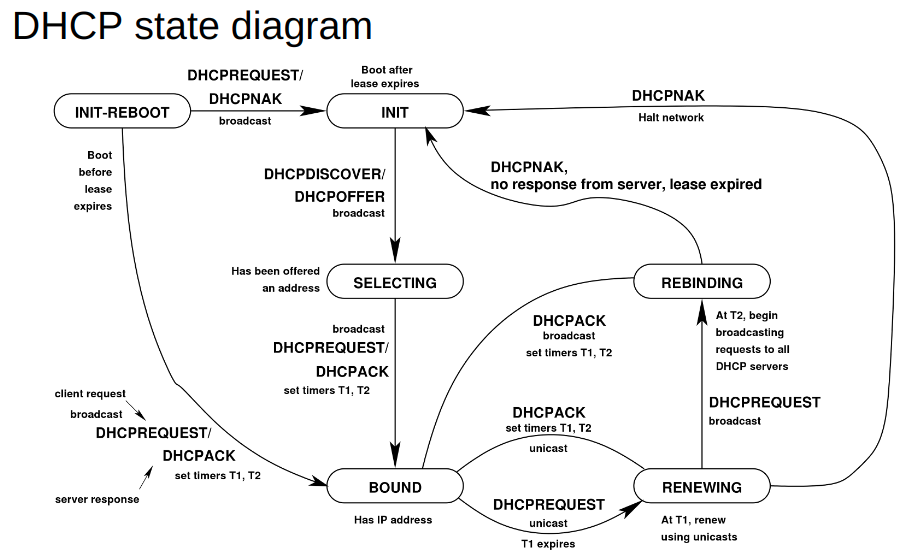 DHCP state diagram
DHCPREQUEST/
DHCPNAK
broadcast
Boot after
lease expires
INIT-REBOOT
INIT
DHCPNAK
Halt network
Boot
before
lease
expires
DHCPDISCOVER/
DHCPOFFER
broadcast
DHCPNAK,
no response from server, lease expired
Has been offered
an address
SELECTING
REBINDING
broadcast
DHCPREQUEST/
DHCPACK
set timers T1, T2
DHCPACK
broadcast
set timers T1, T2
At T2, begin
broadcasting
requests to all
DHCP servers
DHCPREQUEST
broadcast
client request
broadcast
DHCPREQUEST/
DHCPACK
set timers T1, T2
server response
DHCPACK
set timers T1, T2
unicast
BOUND
Has IP address
DHCPREQUEST
unicast
T1 expires
RENEWING
At T1, renew
using unicasts